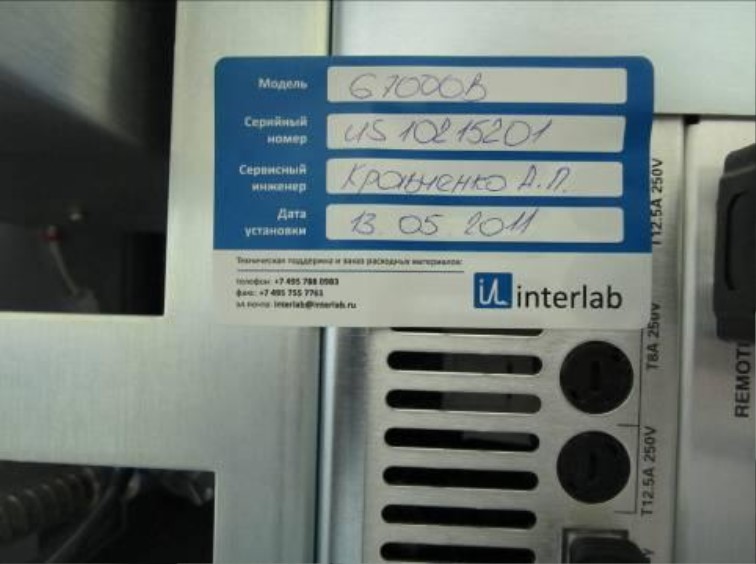 Модель G7000B
Серийный номер US10215201
Сервисный инженер Кравченко А.П.
Дата установки 13 05 2011
Техническая поддержка и заказ расходных материалов:
телефон: +7 495 788 0983
факс: +7 495 755 7761
эл.почта: interlab@interlab.ru
iL interlab
T12.5A 250V
T8A 250V
T12.5A 250V